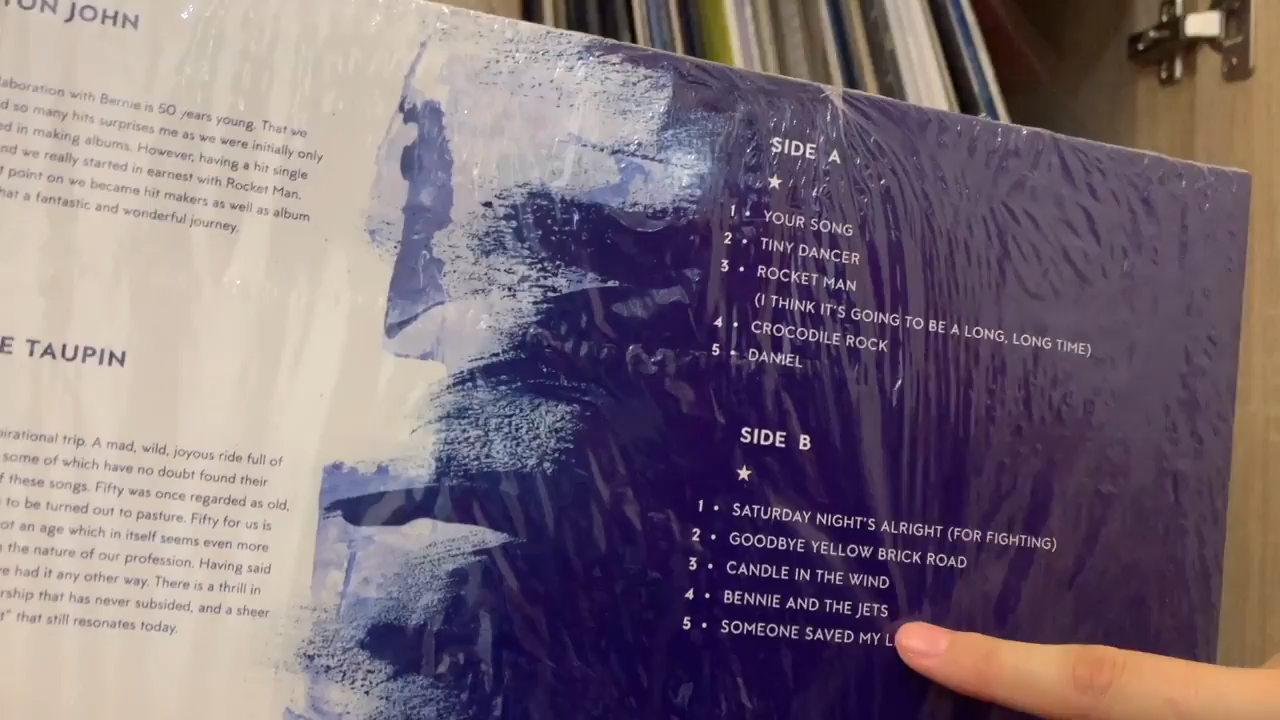 TON JOHN
laboration with Bernie is 50 years young. That we
d so many hits surprises me as we were initially only
ed in making albums. However, having a hit single
nd we really started in earnest with Rocket Man.
t point on we became hit makers as well as album
hat a fantastic and wonderful journey.
E TAUPIN
pirational trip. A mad, wild, joyous ride full of
some of which have no doubt found their
f these songs. Fifty was once regarded as old,
to be turned out to pasture. Fifty for us is
ot an age which in itself seems even more
n the nature of our profession. Having said
e had it any other way. There is a thrill in
rship that has never subsided, and a sheer
t" that still resonates today.
SIDE A
1 • YOUR SONG
2 • TINY DANCER
3 • ROCKET MAN
(I THINK IT'S GOING TO BE A LONG, LONG TIME)
4 • CROCODILE ROCK
5 • DANIEL
SIDE B
1 • SATURDAY NIGHT'S ALRIGHT (FOR FIGHTING)
2 • GOODBYE YELLOW BRICK ROAD
3 • CANDLE IN THE WIND
4 • BENNIE AND THE JETS
5 • SOMEONE SAVED MY L